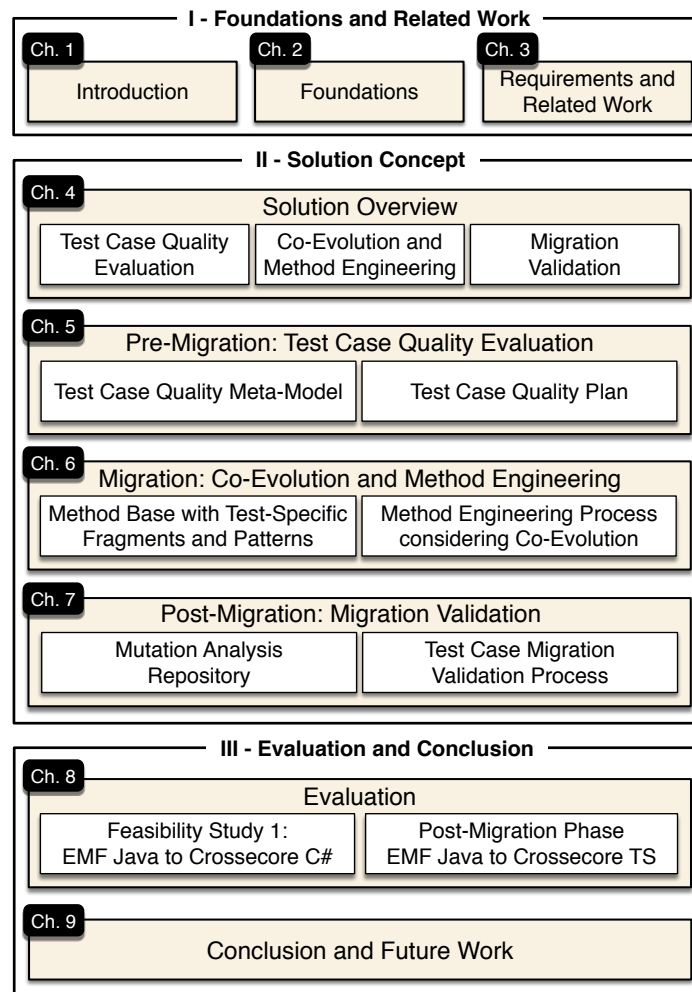 I - Foundations and Related Work
Ch. 1
Introduction
Ch. 2
Foundations
Ch. 3
Requirements and
Related Work
II - Solution Concept
Ch. 4
Solution Overview
Test Case Quality
Evaluation
Co-Evolution and
Method Engineering
Migration
Validation
Ch. 5
Pre-Migration: Test Case Quality Evaluation
Test Case Quality Meta-Model
Test Case Quality Plan
Ch. 6
Migration: Co-Evolution and Method Engineering
Method Base with Test-Specific
Fragments and Patterns
Method Engineering Process
considering Co-Evolution
Ch. 7
Post-Migration: Migration Validation
Mutation Analysis
Repository
Test Case Migration
Validation Process
III - Evaluation and Conclusion
Ch. 8
Evaluation
Feasibility Study 1:
EMF Java to Crossecore C#
Post-Migration Phase
EMF Java to Crossecore TS
Ch. 9
Conclusion and Future Work